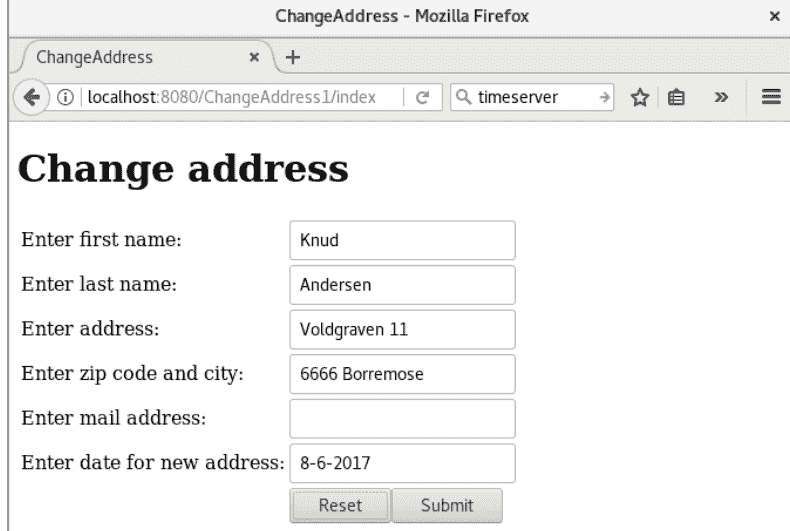 ChangeAddress - Mozilla Firefox ×
ChangeAddress × +
localhost:8080/ChangeAddress1/index timeserver
Change address
Enter first name: Knud
Enter last name: Andersen
Enter address: Voldgraven 11
Enter zip code and city: 6666 Borremose
Enter mail address:
Enter date for new address: 8-6-2017
Reset Submit